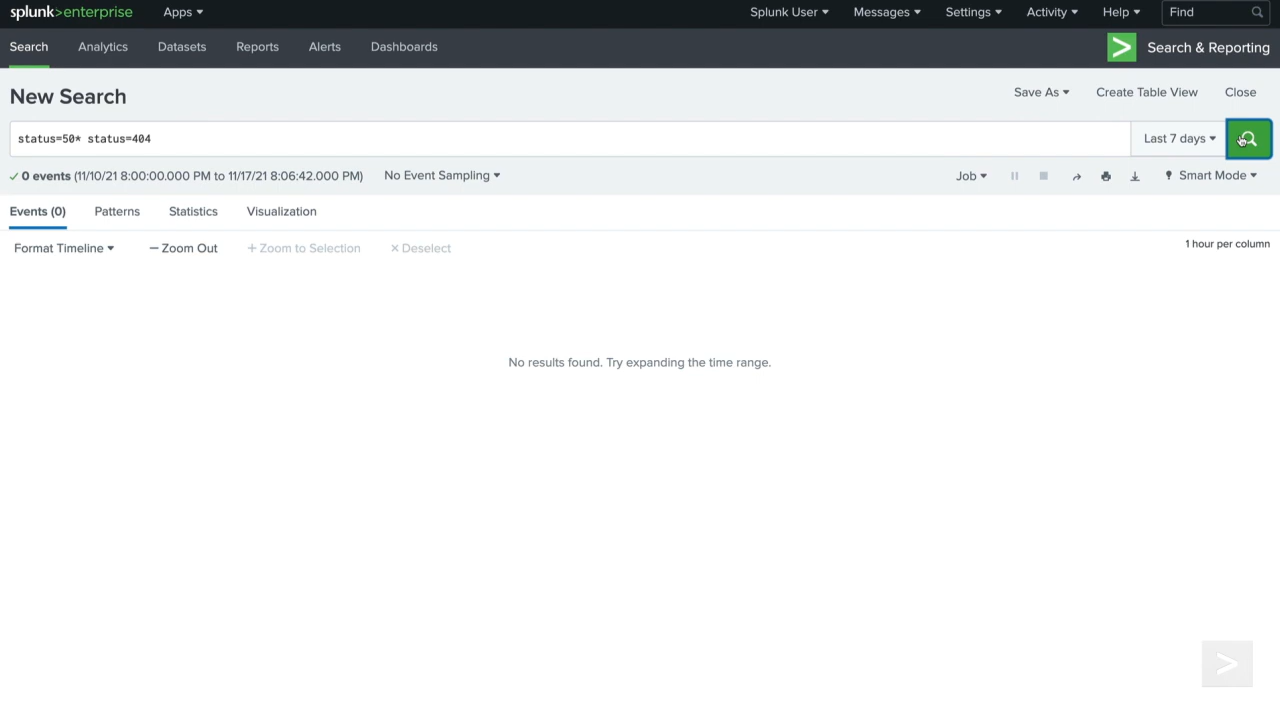 splunk>enterprise Apps Splunk User Messages Settings Activity Help Find
Search Analytics Datasets Reports Alerts Dashboards > Search & Reporting
New Search Save As Create Table View Close
status=50* status=404 Last 7 days
✓ 0 events (11/10/21 8:00:00.000 PM to 11/17/21 8:06:42.000 PM) No Event Sampling Job Smart Mode
Events (0) Patterns Statistics Visualization
Format Timeline — Zoom Out + Zoom to Selection × Deselect 1 hour per column
No results found. Try expanding the time range.
>